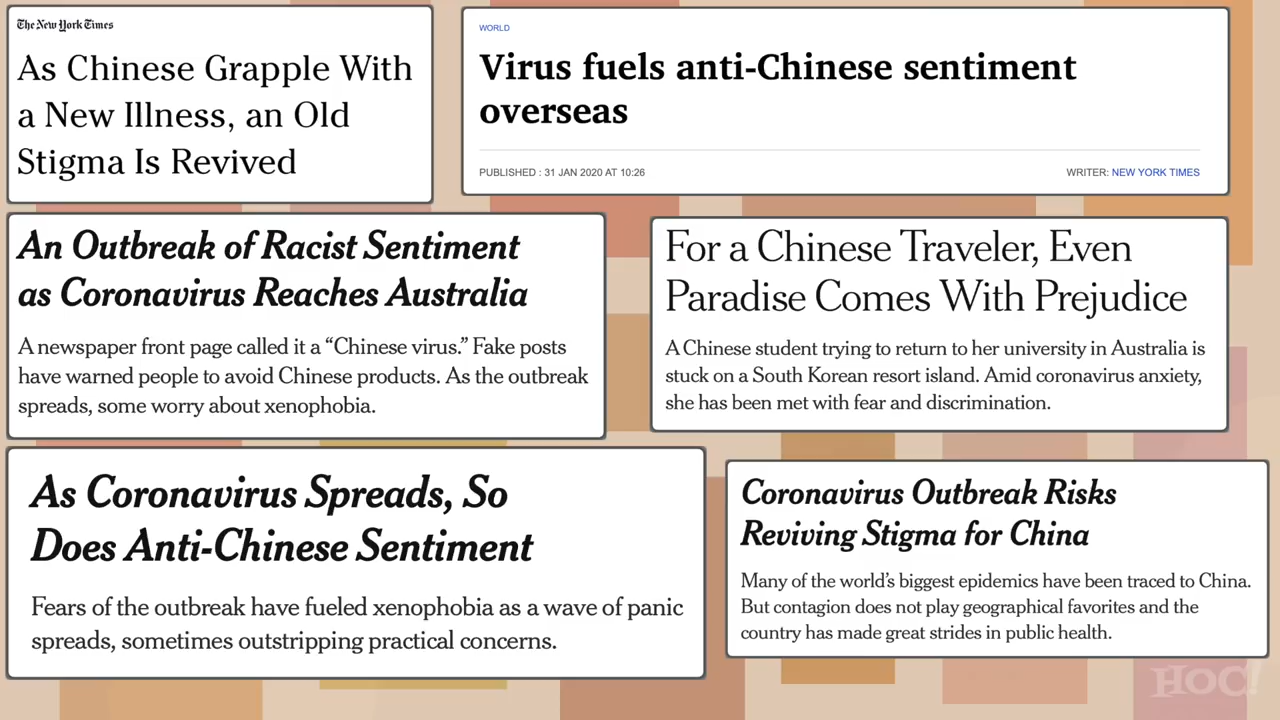 The New York Times
As Chinese Grapple With
a New Illness, an Old
Stigma Is Revived
WORLD
Virus fuels anti-Chinese sentiment
overseas
PUBLISHED : 31 JAN 2020 AT 10:26
WRITER: NEW YORK TIMES
An Outbreak of Racist Sentiment
as Coronavirus Reaches Australia
A newspaper front page called it a “Chinese virus.” Fake posts
have warned people to avoid Chinese products. As the outbreak
spreads, some worry about xenophobia.
For a Chinese Traveler, Even
Paradise Comes With Prejudice
A Chinese student trying to return to her university in Australia is
stuck on a South Korean resort island. Amid coronavirus anxiety,
she has been met with fear and discrimination.
As Coronavirus Spreads, So
Does Anti-Chinese Sentiment
Fears of the outbreak have fueled xenophobia as a wave of panic
spreads, sometimes outstripping practical concerns.
Coronavirus Outbreak Risks
Reviving Stigma for China
Many of the world’s biggest epidemics have been traced to China.
But contagion does not play geographical favorites and the
country has made great strides in public health.
HOC!